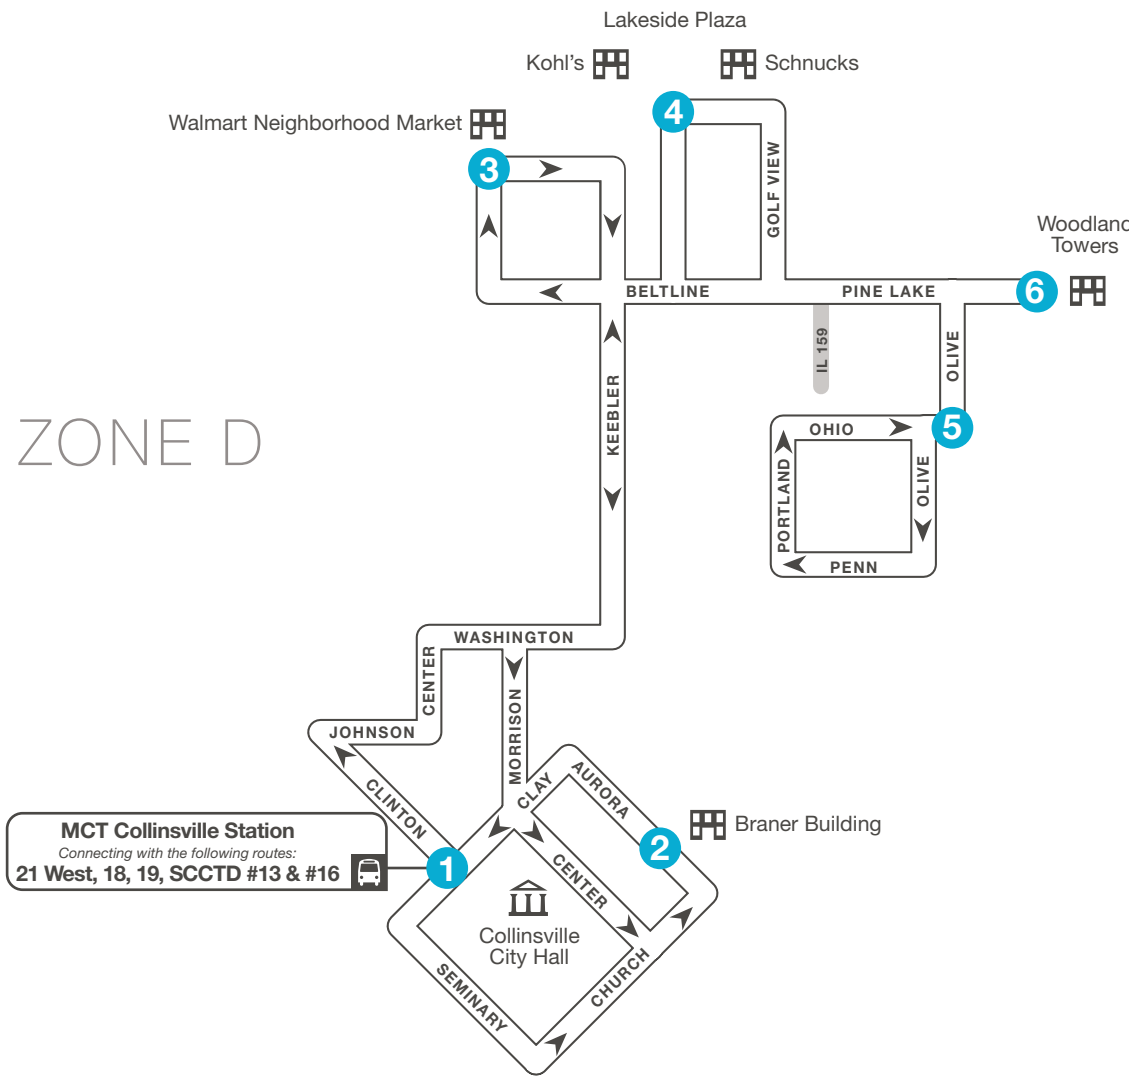 Lakeside Plaza
Kohl's
Schnucks
4
Walmart Neighborhood Market
3
GOLF VIEW
Woodland
Towers
BELTLINE
PINE LAKE
6
IL 159
OLIVE
KEEBLER
ZONE D
OHIO
5
PORTLAND
OLIVE
PENN
WASHINGTON
CENTER
JOHNSON
MORRISON
CLINTON
CLAY
AURORA
MCT Collinsville Station
Connecting with the following routes:
21 West, 18, 19, SCCTD #13 & #16
1
2
Braner Building
CENTER
Collinsville
City Hall
SEMINARY
CHURCH